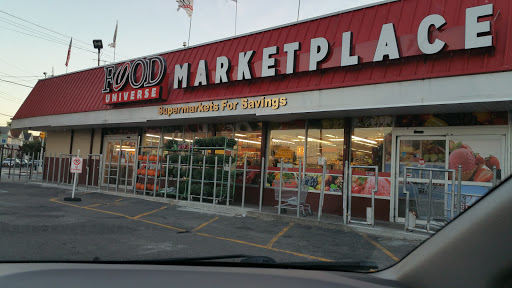 FOOD
UNIVERSE
MARKETPLACE
Supermarkets For Savings